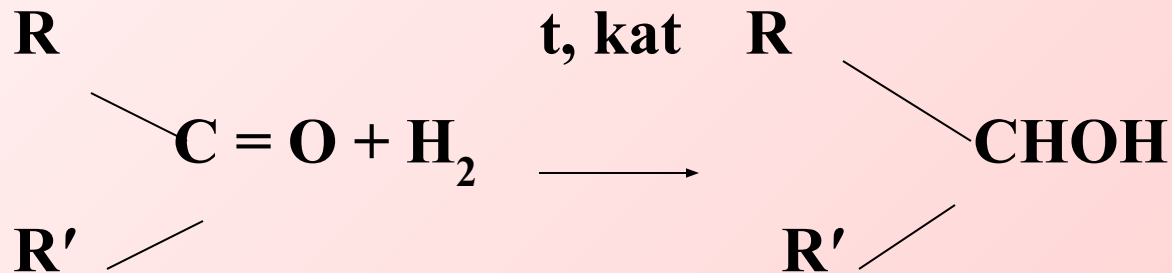 R t, kat R
C = O + H₂ CHOH
R′ R′